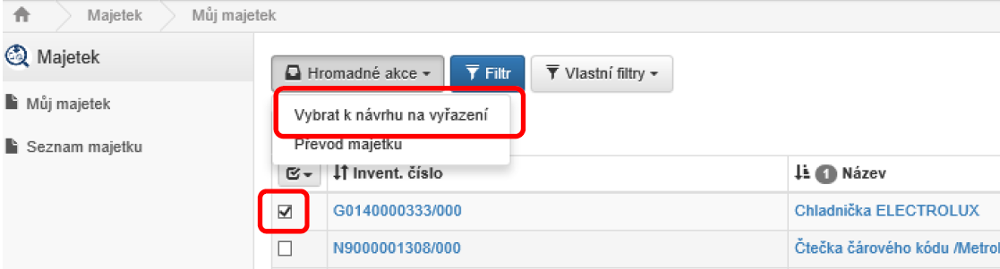 Majetek Můj majetek
Majetek
Můj majetek
Seznam majetku
Hromadné akce Filtr Vlastní filtry
Vybrat k návrhu na vyřazení
Převod majetku
Invent. číslo 1 Název
G0140000333/000 Chladnička ELECTROLUX
N9000001308/000 Čtečka čárového kódu